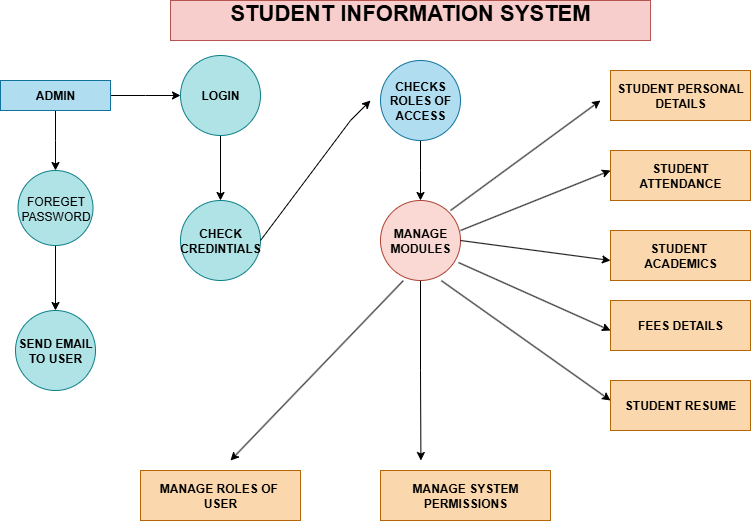 STUDENT INFORMATION SYSTEM
ADMIN
LOGIN
CHECKS
ROLES OF
ACCESS
STUDENT PERSONAL
DETAILS
FOREGET
PASSWORD
CHECK
CREDINTIALS
MANAGE
MODULES
STUDENT
ATTENDANCE
STUDENT
ACADEMICS
SEND EMAIL
TO USER
FEES DETAILS
STUDENT RESUME
MANAGE ROLES OF
USER
MANAGE SYSTEM
PERMISSIONS